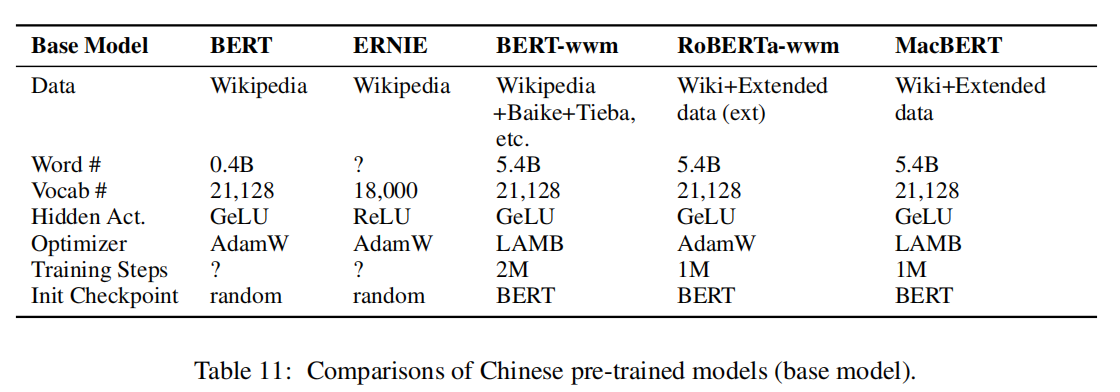 Base Model BERT ERNIE BERT-wwm RoBERTa-wwm MacBERT
Data Wikipedia Wikipedia Wikipedia Wiki+Extended Wiki+Extended
+Baike+Tieba, data (ext) data
etc.
Word # 0.4B ? 5.4B 5.4B 5.4B
Vocab # 21,128 18,000 21,128 21,128 21,128
Hidden Act. GeLU ReLU GeLU GeLU GeLU
Optimizer AdamW AdamW LAMB AdamW LAMB
Training Steps ? ? 2M 1M 1M
Init Checkpoint random random BERT BERT BERT
Table 11: Comparisons of Chinese pre-trained models (base model).